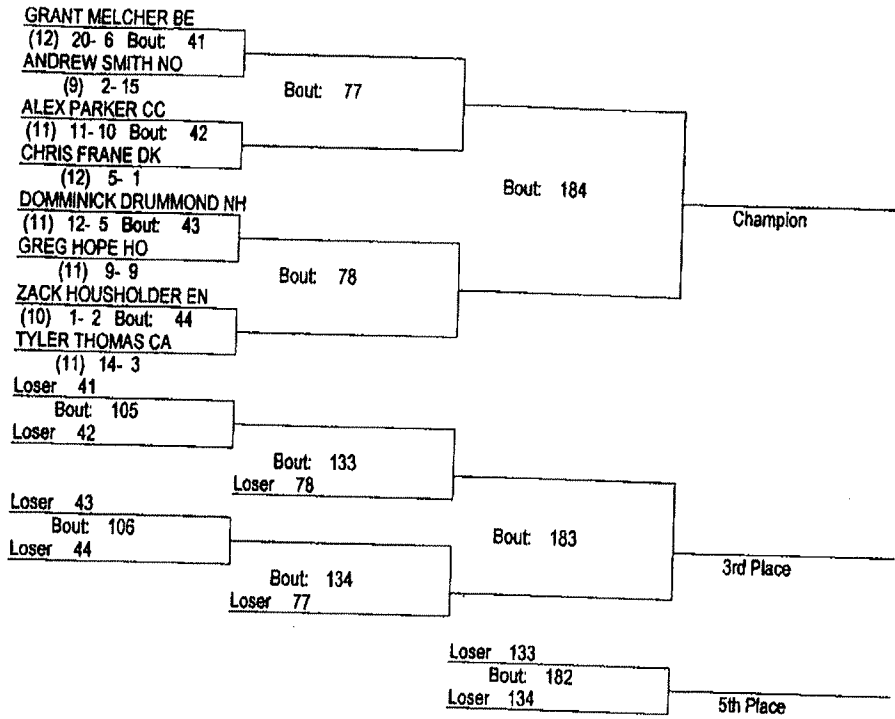 GRANT MELCHER BE
(12) 20- 6 Bout: 41
ANDREW SMITH NO
(9) 2-15
Bout: 77
ALEX PARKER CC
(11) 11-10 Bout: 42
CHRIS FRANE DK
(12) 5- 1
Bout: 184
Champion
DOMMINICK DRUMMOND NH
(11) 12- 5 Bout: 43
GREG HOPE HO
(11) 9- 9
Bout: 78
ZACK HOUSHOLDER EN
(10) 1- 2 Bout: 44
TYLER THOMAS CA
(11) 14- 3
Loser 41
Bout: 105
Loser 42
Bout: 133
Loser 78
Loser 43
Bout: 106
Loser 44
Bout: 183
3rd Place
Bout: 134
Loser 77
Loser 133
Bout: 182
Loser 134
5th Place